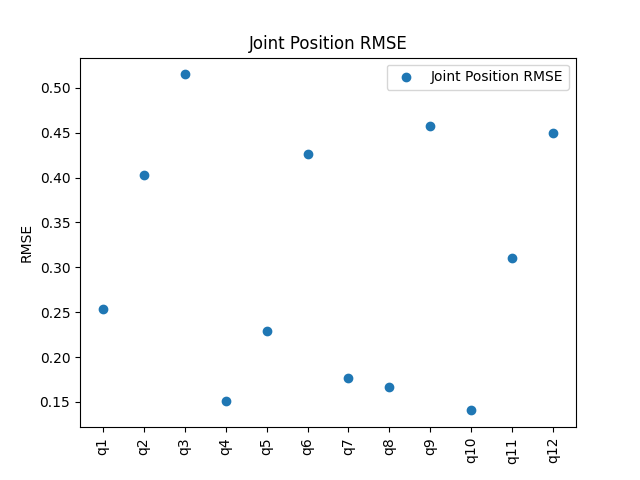 Joint Position RMSE
Joint Position RMSE
0.50
0.45
0.40
0.35
0.30
0.25
0.20
0.15
RMSE
q1
q2
q3
q4
q5
q6
q7
q8
q9
q10
q11
q12